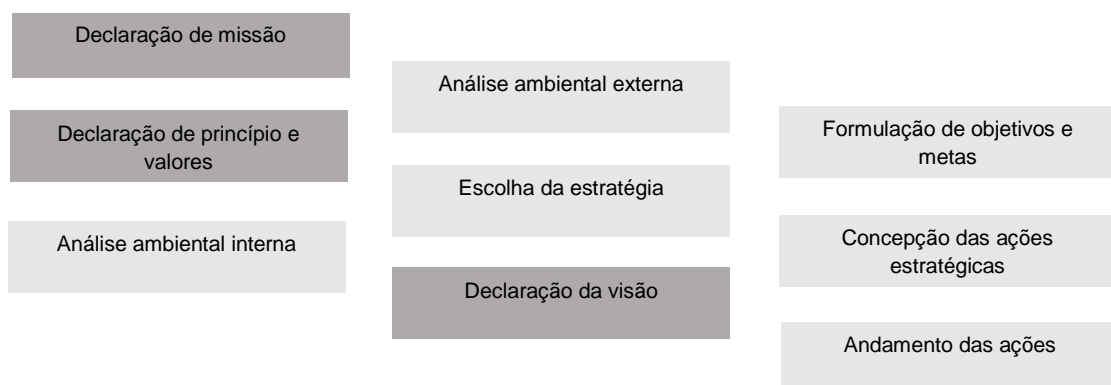 Declaração de missão
Declaração de princípio e
valores
Análise ambiental interna
Análise ambiental externa
Escolha da estratégia
Declaração da visão
Formulação de objetivos e
metas
Concepção das ações
estratégicas
Andamento das ações